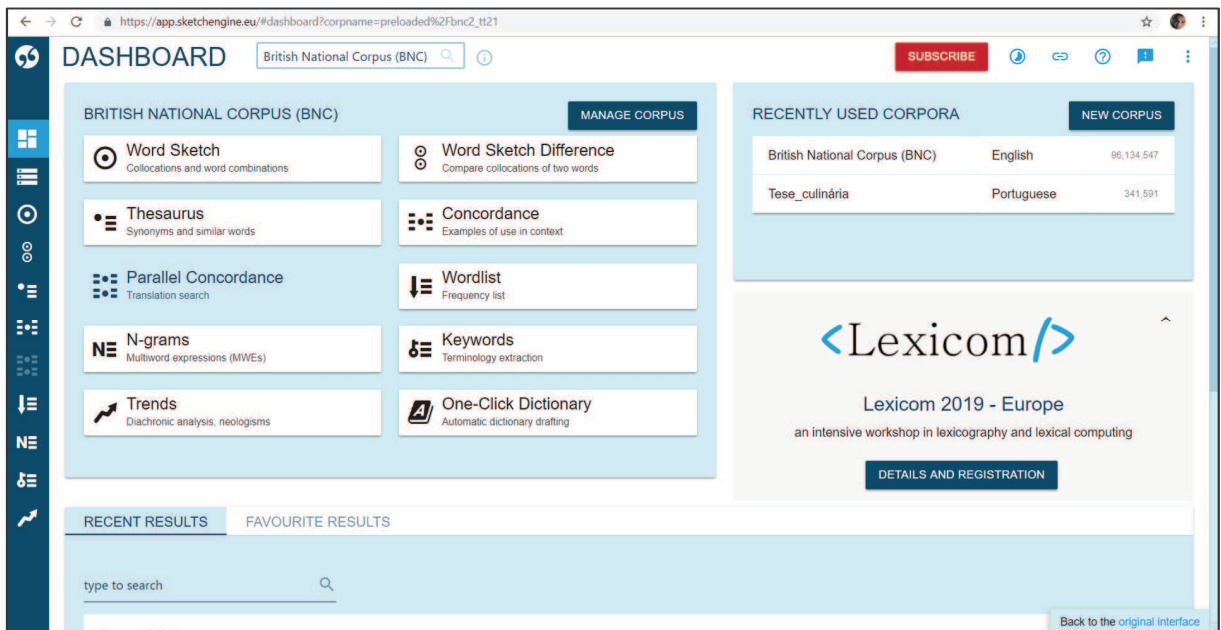 https://app.sketchengine.eu/#dashboard?corpname=preloaded%2Fbnc2_tt21
DASHBOARD
British National Corpus (BNC)
SUBSCRIBE
BRITISH NATIONAL CORPUS (BNC)
MANAGE CORPUS
Word Sketch
Collocations and word combinations
Word Sketch Difference
Compare collocations of two words
Thesaurus
Synonyms and similar words
Concordance
Examples of use in context
Parallel Concordance
Translation search
Wordlist
Frequency list
N-grams
Multiword expressions (MWEs)
Keywords
Terminology extraction
Trends
Diachronic analysis, neologisms
One-Click Dictionary
Automatic dictionary drafting
RECENTLY USED CORPORA
NEW CORPUS
British National Corpus (BNC) English 96,134,547
Tese_culinária Portuguese 341,591
<Lexicom/>
Lexicom 2019 - Europe
an intensive workshop in lexicography and lexical computing
DETAILS AND REGISTRATION
RECENT RESULTS FAVOURITE RESULTS
type to search
Back to the original interface